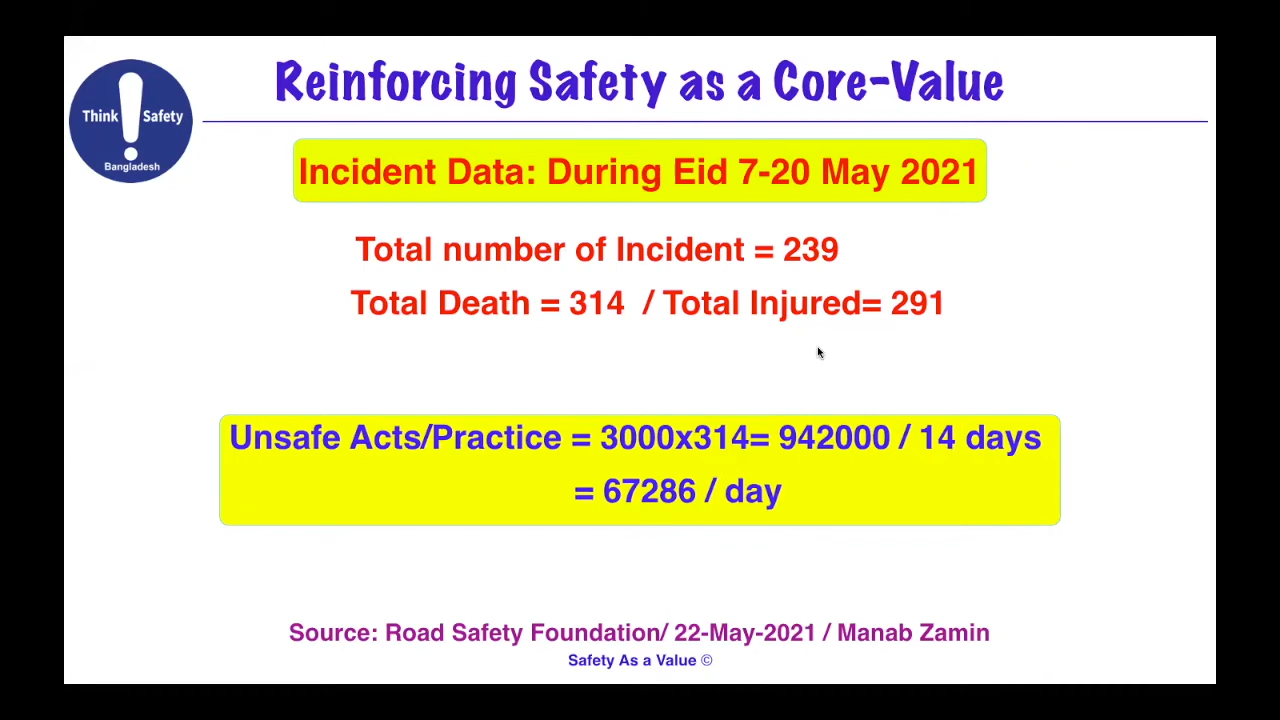 Reinforcing Safety as a Core-Value
Think ! Safety
Bangladesh
Incident Data: During Eid 7-20 May 2021
Total number of Incident = 239
Total Death = 314 / Total Injured= 291
Unsafe Acts/Practice = 3000x314= 942000 / 14 days
= 67286 / day
Source: Road Safety Foundation/ 22-May-2021 / Manab Zamin
Safety As a Value ©